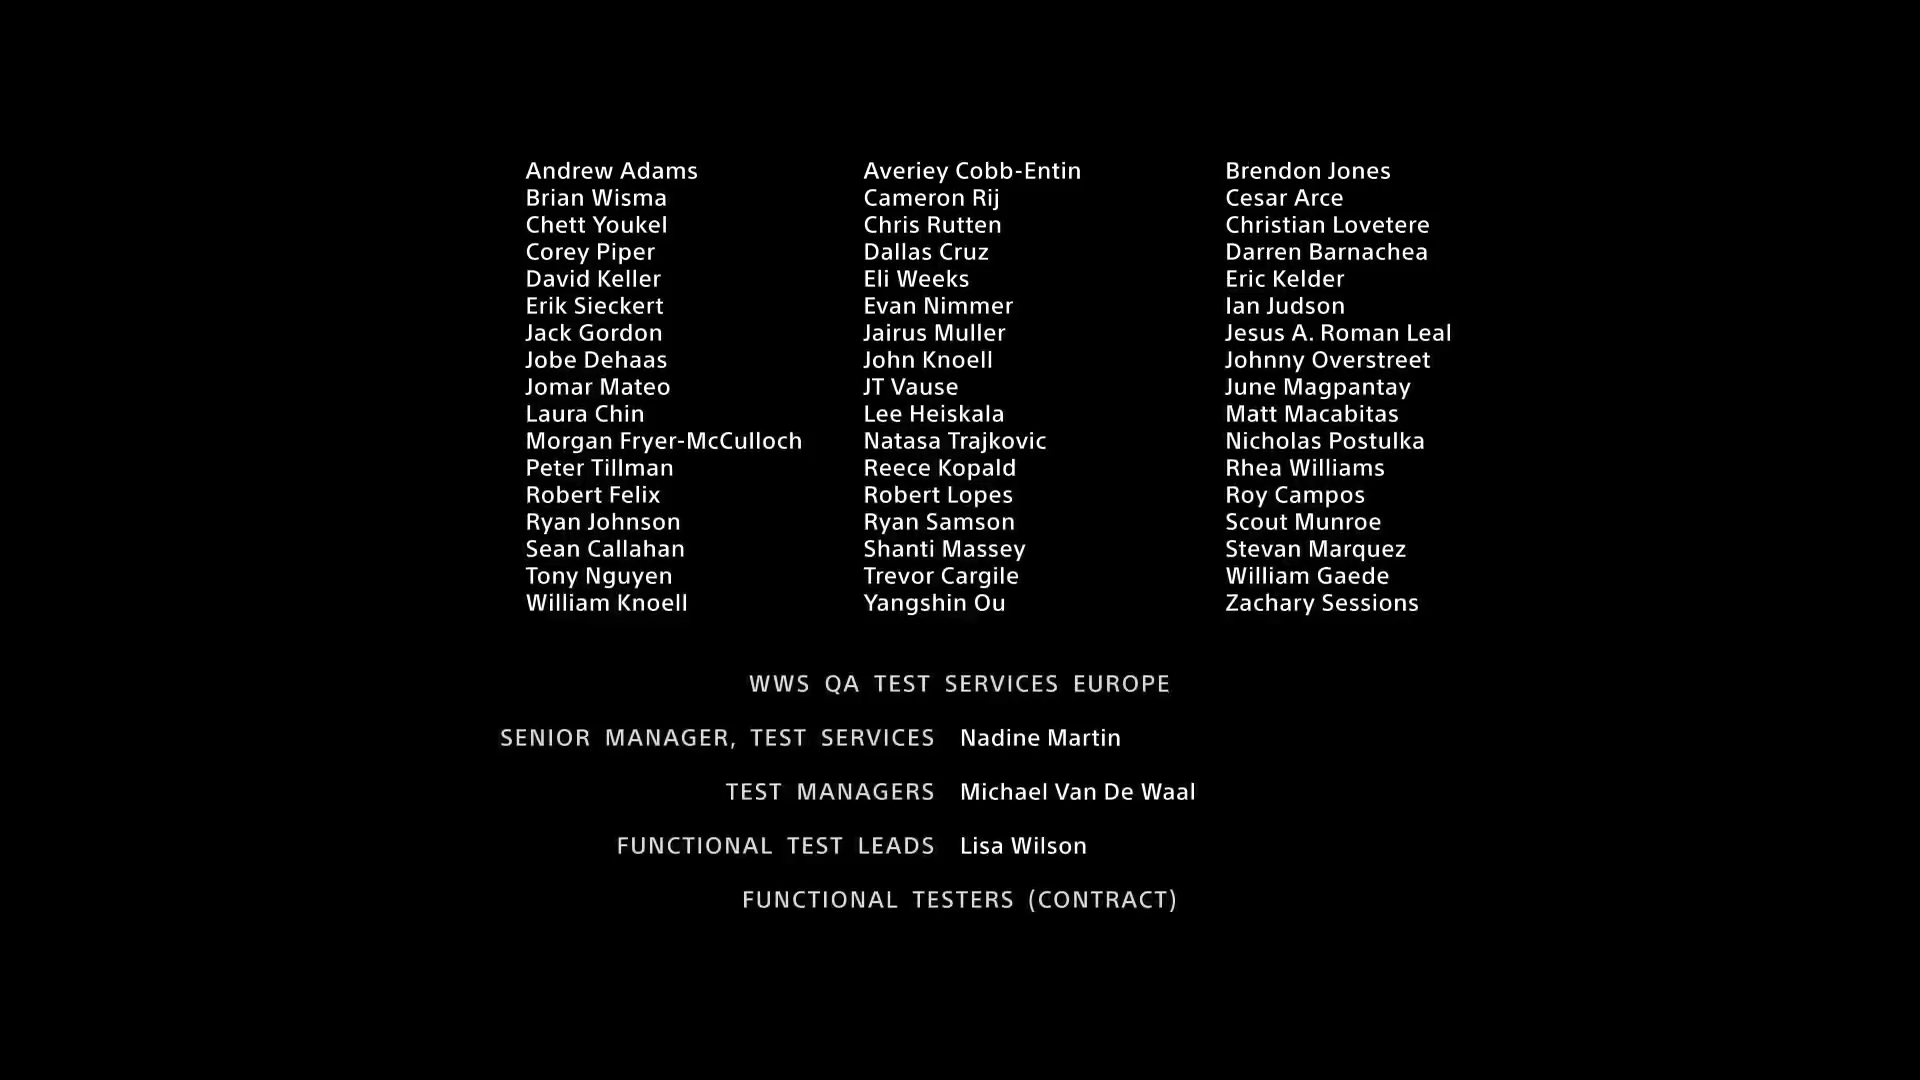 Andrew Adams Averiey Cobb-Entin Brendon Jones
Brian Wisma Cameron Rij Cesar Arce
Chett Youkel Chris Rutten Christian Lovetere
Corey Piper Dallas Cruz Darren Barnachea
David Keller Eli Weeks Eric Kelder
Erik Sieckert Evan Nimmer Ian Judson
Jack Gordon Jairus Muller Jesus A. Roman Leal
Jobe Dehaas John Knoell Johnny Overstreet
Jomar Mateo JT Vause June Magpantay
Laura Chin Lee Heiskala Matt Macabitas
Morgan Fryer-McCulloch Natasa Trajkovic Nicholas Postulka
Peter Tillman Reece Kopald Rhea Williams
Robert Felix Robert Lopes Roy Campos
Ryan Johnson Ryan Samson Scout Munroe
Sean Callahan Shanti Massey Stevan Marquez
Tony Nguyen Trevor Cargile William Gaede
William Knoell Yangshin Ou Zachary Sessions
WWS QA TEST SERVICES EUROPE
SENIOR MANAGER, TEST SERVICES Nadine Martin
TEST MANAGERS Michael Van De Waal
FUNCTIONAL TEST LEADS Lisa Wilson
FUNCTIONAL TESTERS (CONTRACT)